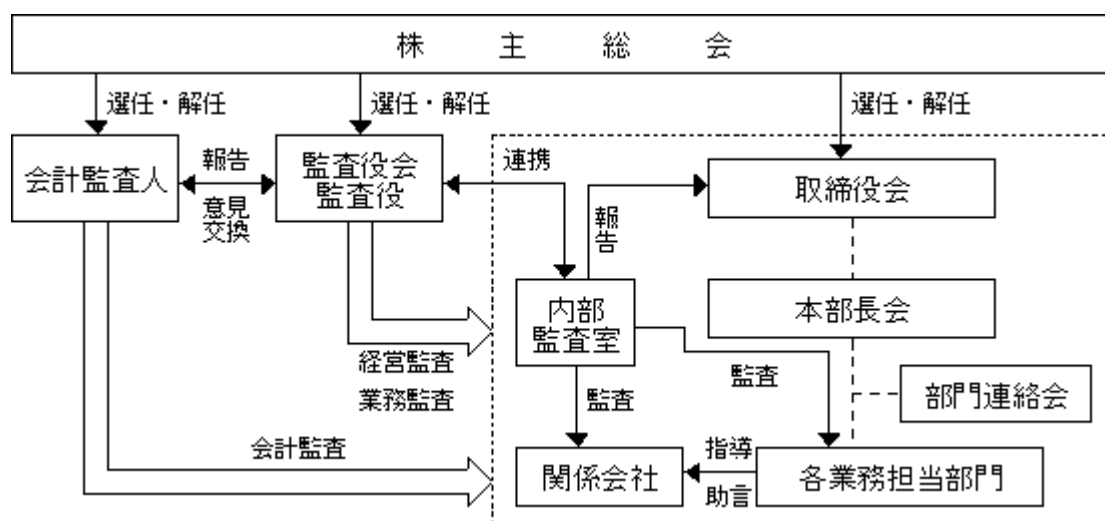 株主総会
選任・解任
選任・解任
選任・解任
会計監査人
報告
意見
交換
監査役会
監査役
連携
取締役会
報告
内部
監査室
本部長会
経営監査
業務監査
監査
監査
部門連絡会
会計監査
関係会社
指導
助言
各業務担当部門